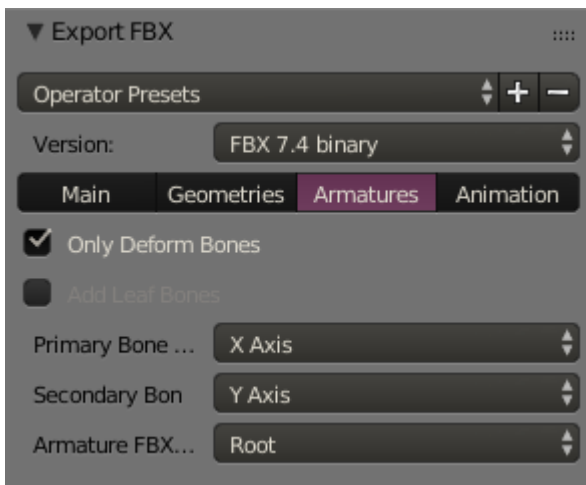 Export FBX
Operator Presets
Version: FBX 7.4 binary
Main Geometries Armatures Animation
Only Deform Bones
Add Leaf Bones
Primary Bone ... X Axis
Secondary Bon Y Axis
Armature FBX... Root